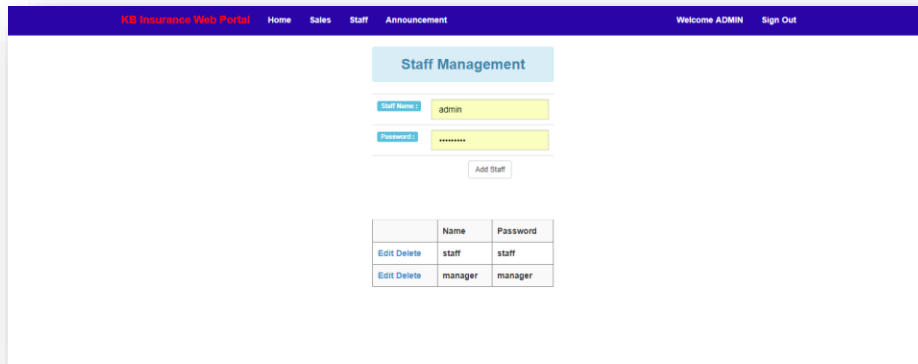 KB Insurance Web Portal Home Sales Staff Announcement Welcome ADMIN Sign Out
Staff Management
Staff Name : admin
Password : •••••••••
Add Staff
Name Password
Edit Delete staff staff
Edit Delete manager manager